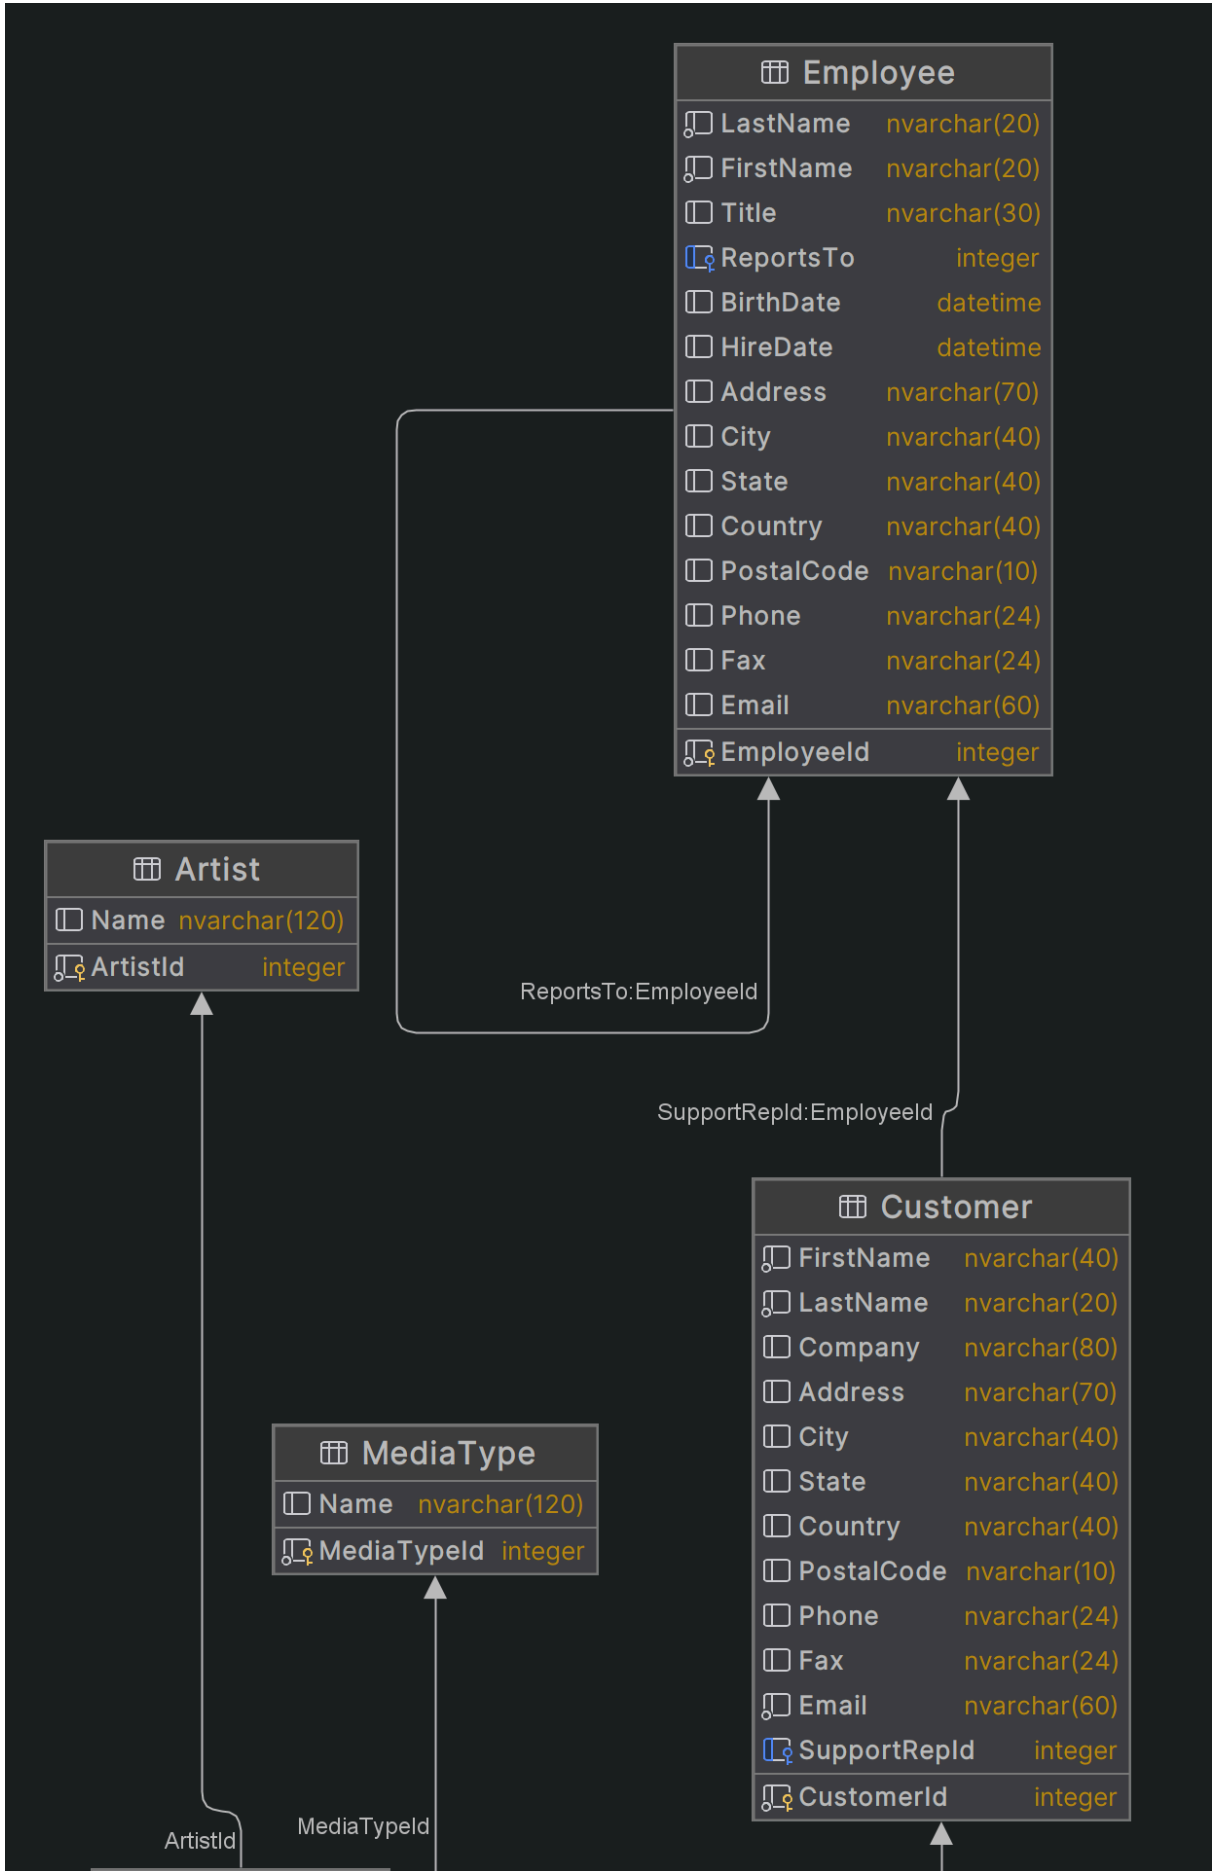 Employee
LastName nvarchar(20)
FirstName nvarchar(20)
Title nvarchar(30)
ReportsTo integer
BirthDate datetime
HireDate datetime
Address nvarchar(70)
City nvarchar(40)
State nvarchar(40)
Country nvarchar(40)
PostalCode nvarchar(10)
Phone nvarchar(24)
Fax nvarchar(24)
Email nvarchar(60)
EmployeeId integer
Artist
Name nvarchar(120)
ArtistId integer
ReportsTo:EmployeeId
SupportRepId:EmployeeId
Customer
FirstName nvarchar(40)
LastName nvarchar(20)
Company nvarchar(80)
Address nvarchar(70)
City nvarchar(40)
State nvarchar(40)
Country nvarchar(40)
PostalCode nvarchar(10)
Phone nvarchar(24)
Fax nvarchar(24)
Email nvarchar(60)
SupportRepId integer
CustomerId integer
MediaType
Name nvarchar(120)
MediaTypeId integer
MediaTypeId
ArtistId